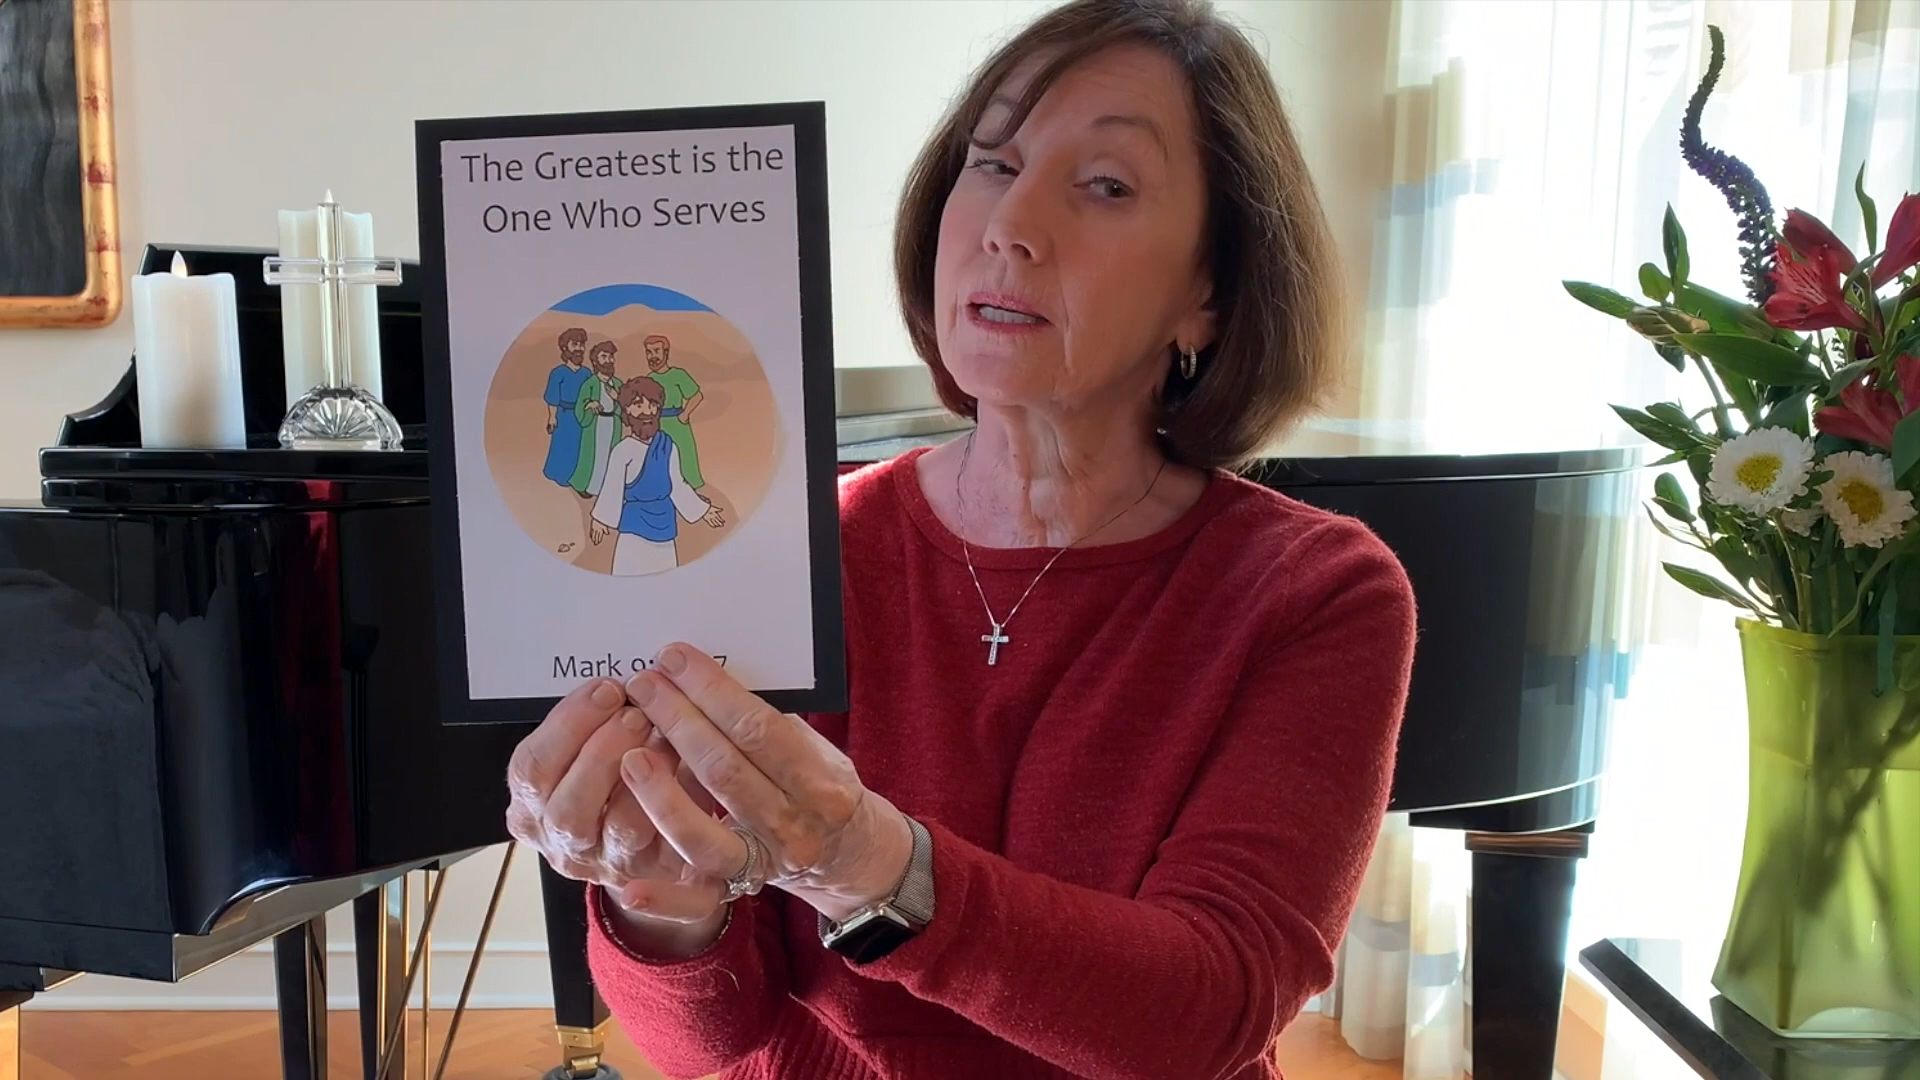 The Greatest is the
One Who Serves
Mark